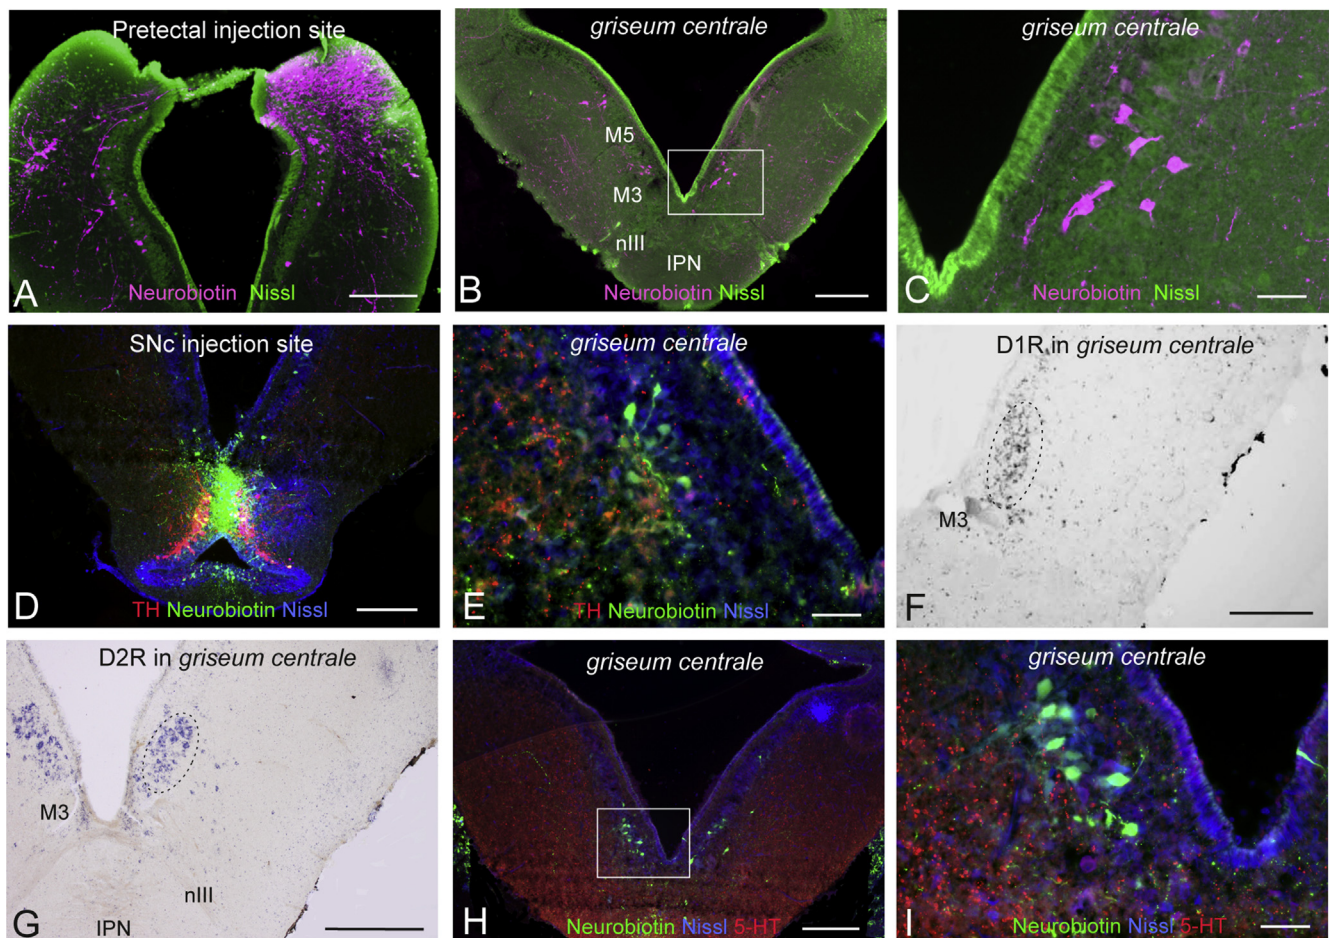 Pretectal injection site
A
Neurobiotin Nissl
griseum centrale
M5
M3
nIII
IPN
B
Neurobiotin Nissl
griseum centrale
C
Neurobiotin Nissl
SNc injection site
D
TH Neurobiotin Nissl
griseum centrale
E
TH Neurobiotin Nissl
D1R in griseum centrale
M3
F
D2R in griseum centrale
M3
nIII
IPN
G
griseum centrale
H
Neurobiotin Nissl 5-HT
griseum centrale
I
Neurobiotin Nissl 5-HT